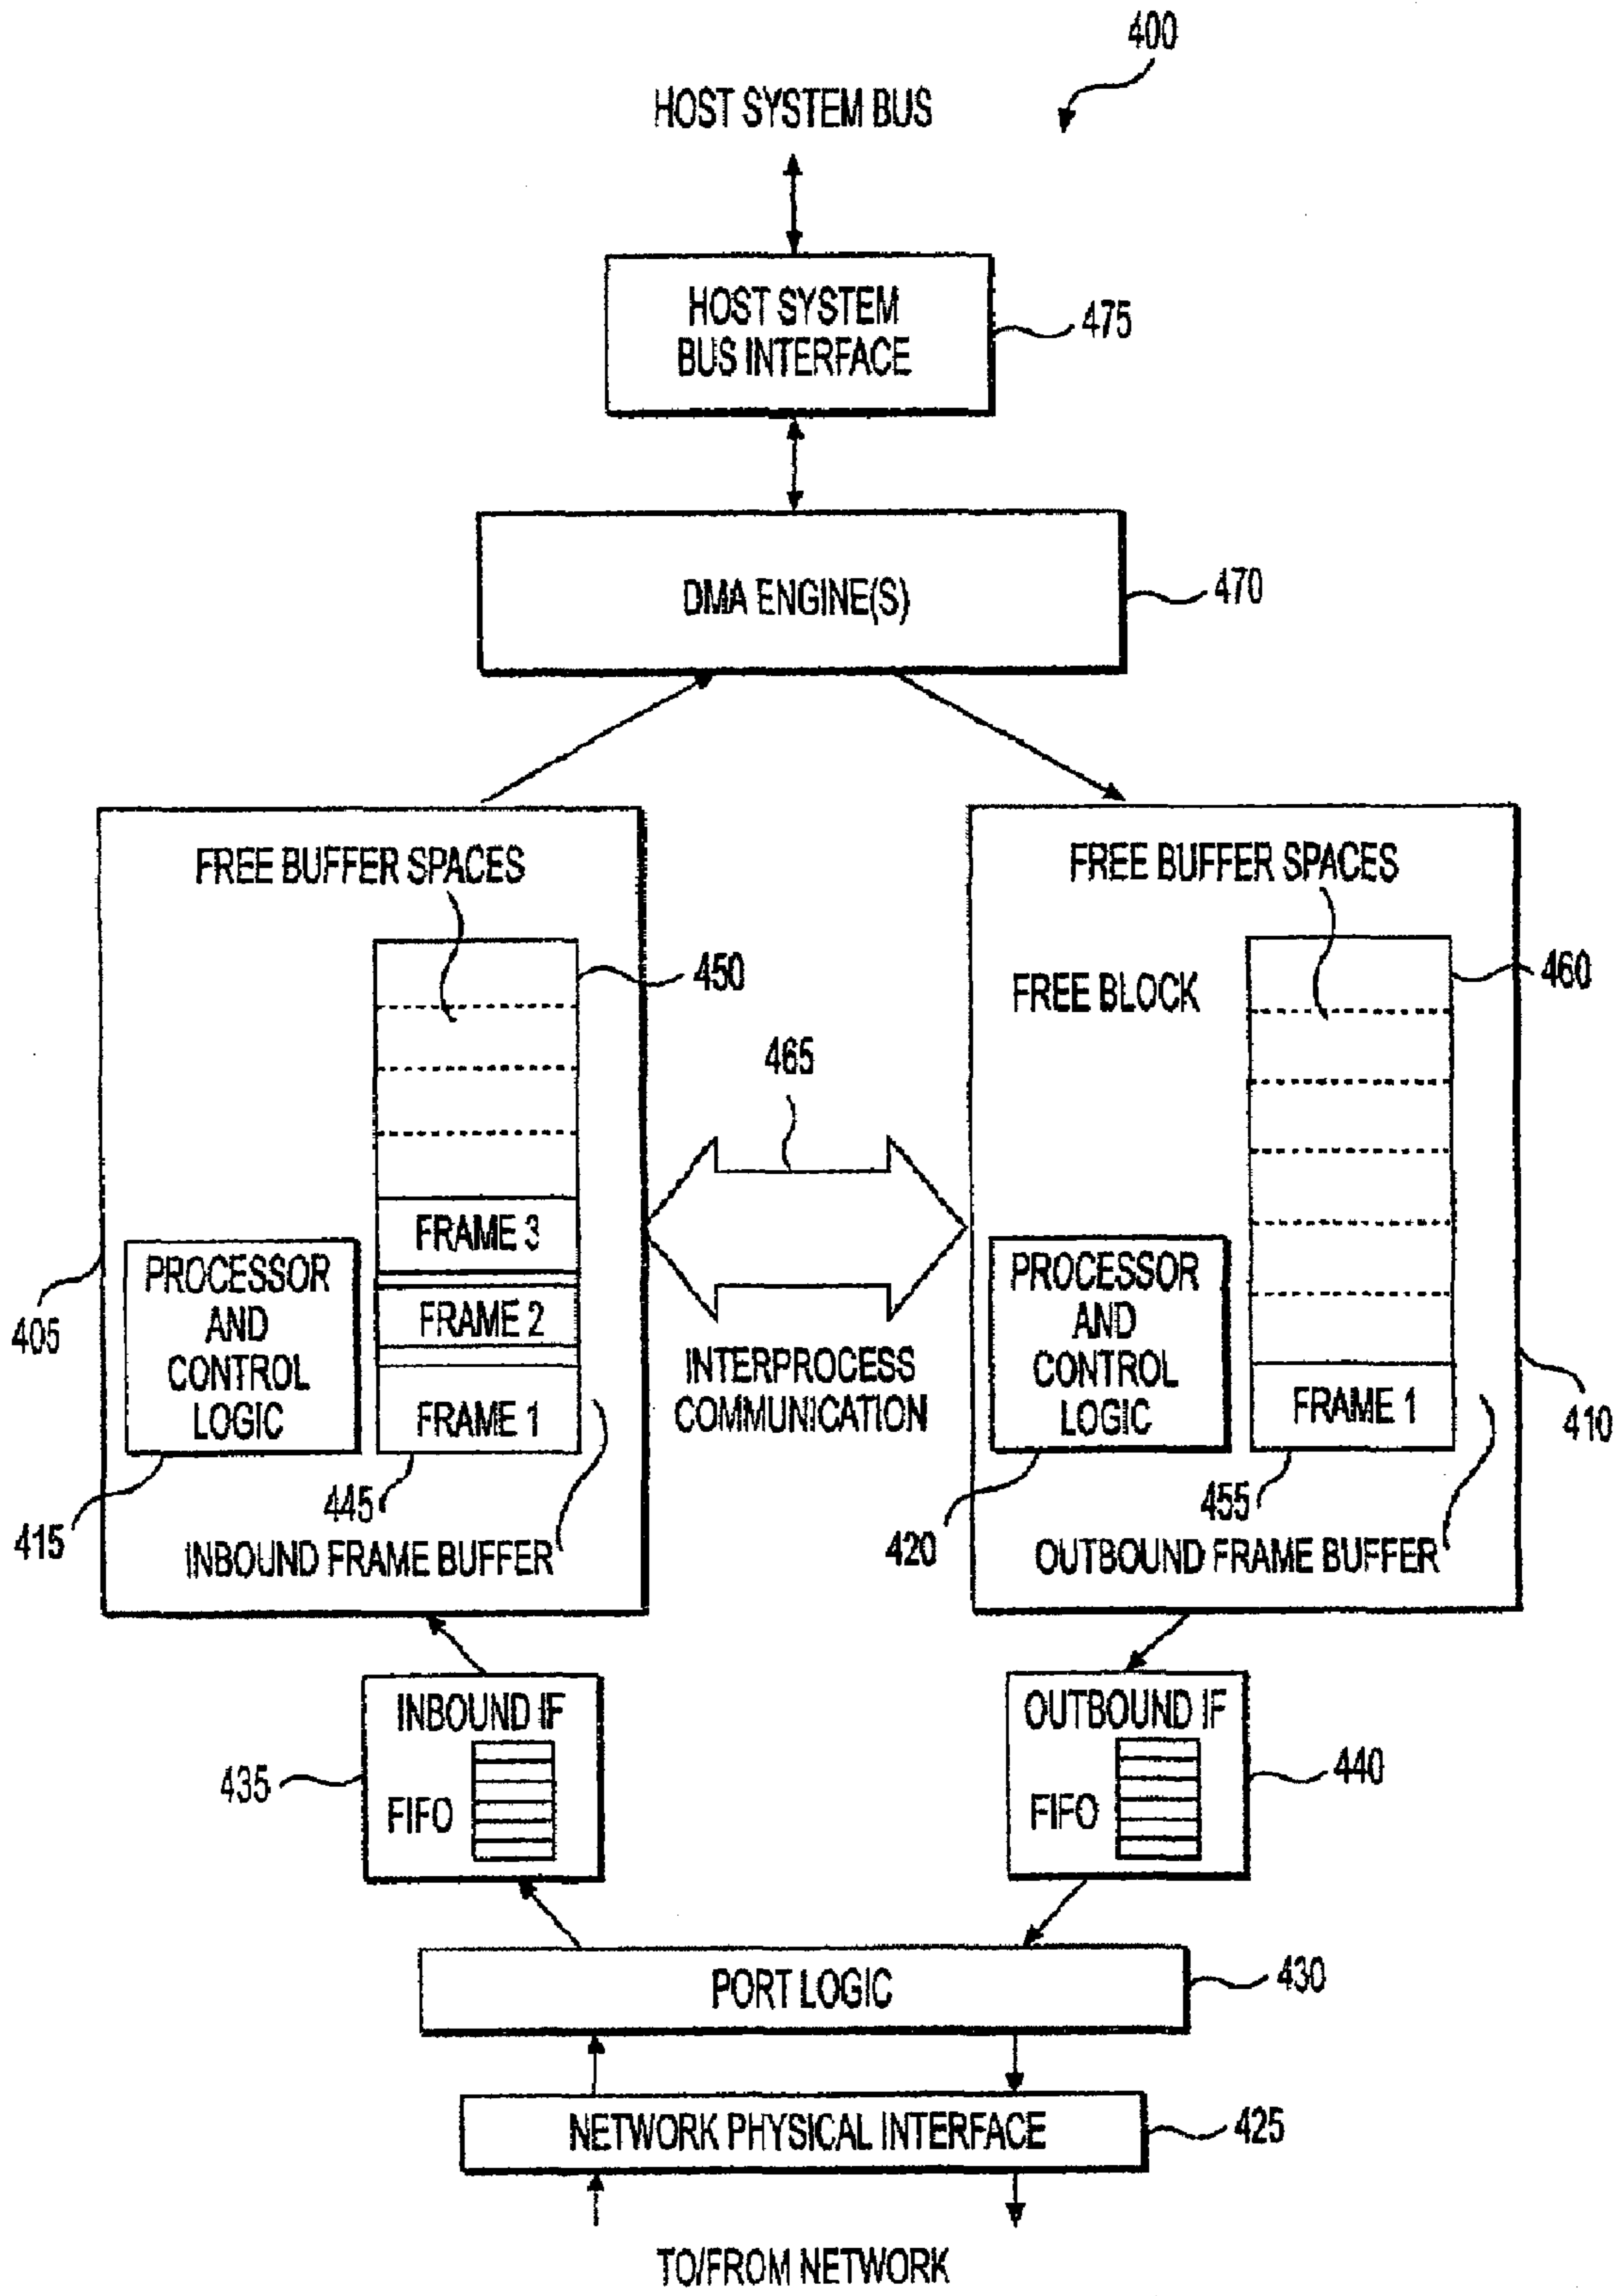 400
HOST SYSTEM BUS
HOST SYSTEM
BUS INTERFACE
475
DMA ENGINE(S)
470
FREE BUFFER SPACES
450
FRAME 3
FRAME 2
FRAME 1
PROCESSOR
AND
CONTROL
LOGIC
405
415
445
INBOUND FRAME BUFFER
465
INTERPROCESS
COMMUNICATION
FREE BUFFER SPACES
FREE BLOCK
460
PROCESSOR
AND
CONTROL
LOGIC
FRAME 1
410
420
455
OUTBOUND FRAME BUFFER
INBOUND IF
FIFO
435
OUTBOUND IF
FIFO
440
PORT LOGIC
430
NETWORK PHYSICAL INTERFACE
425
TO/FROM NETWORK